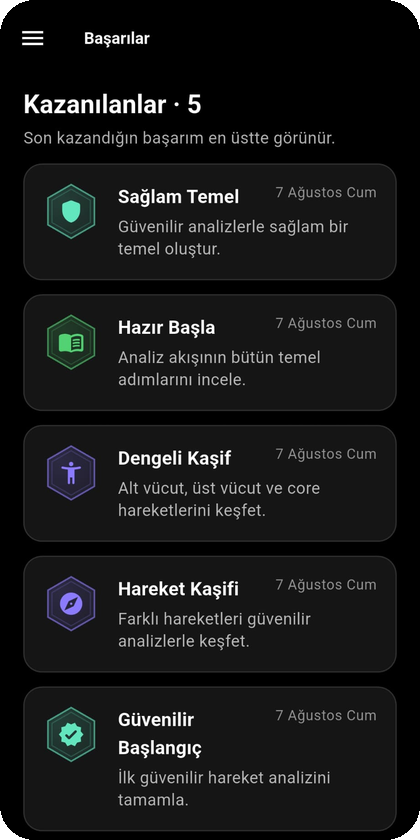 Başarılar
Kazanılanlar · 5
Son kazandığın başarım en üstte görünür.
Sağlam Temel
7 Ağustos Cum
Güvenilir analizlerle sağlam bir
temel oluştur.
Hazır Başla
7 Ağustos Cum
Analiz akışının bütün temel
adımlarını incele.
Dengeli Kaşif
7 Ağustos Cum
Alt vücut, üst vücut ve core
hareketlerini keşfet.
Hareket Kaşifi
7 Ağustos Cum
Farklı hareketleri güvenilir
analizlerle keşfet.
Güvenilir
Başlangıç
7 Ağustos Cum
İlk güvenilir hareket analizini
tamamla.